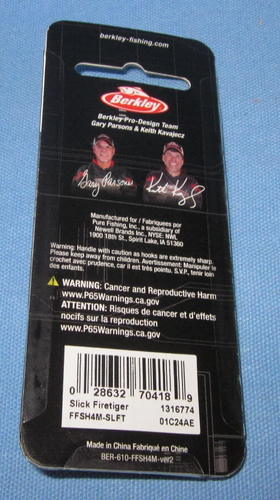 berkley-fishing.com
Berkley
Berkley Pro-Design Team
Gary Parsons & Keith Kavajecz
Gary Parsons
Manufactured for / Fabriquées por
Pure Fishing, Inc., a subsidiary of
Newell Brands Inc., NYSE: NWL
1900 18th St., Spirit Lake, IA 51360
Warning: Handle with caution as hooks are extremely sharp.
Please keep away from children. Avertissement: Manipuler le
crochet avec prudence, car il est très pointu. S.V.P., tenir loin
des enfants.
WARNING: Cancer and Reproductive Harm
www.P65Warnings.ca.gov
ATTENTION: Risques de cancer et d'effets
nocifs sur la reproduction
www.P65Warnings.ca.gov
0 28632 70418 9
Slick Firetiger 1316774
FFSH4M-SLFT 01C24AE
Made in China Fabriqué en Chine
BER-610-FFSH4M-ver2